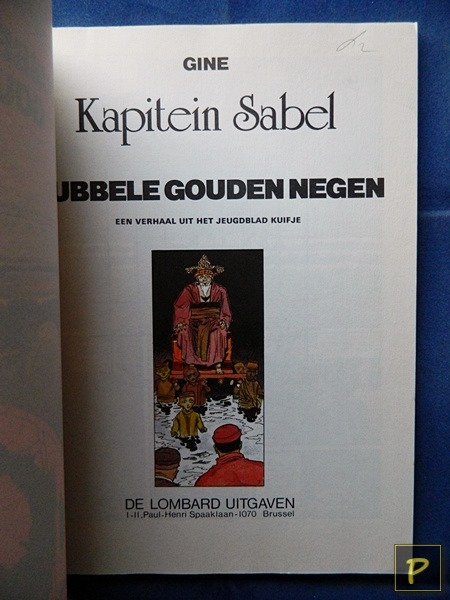 GINE
Kapitein Sabel
UBBELE GOUDEN NEGEN
EEN VERHAAL UIT HET JEUGDBLAD KUIFJE
DE LOMBARD UITGAVEN
1-11, Paul-Henri Spaaklaan-1070 Brussel
P